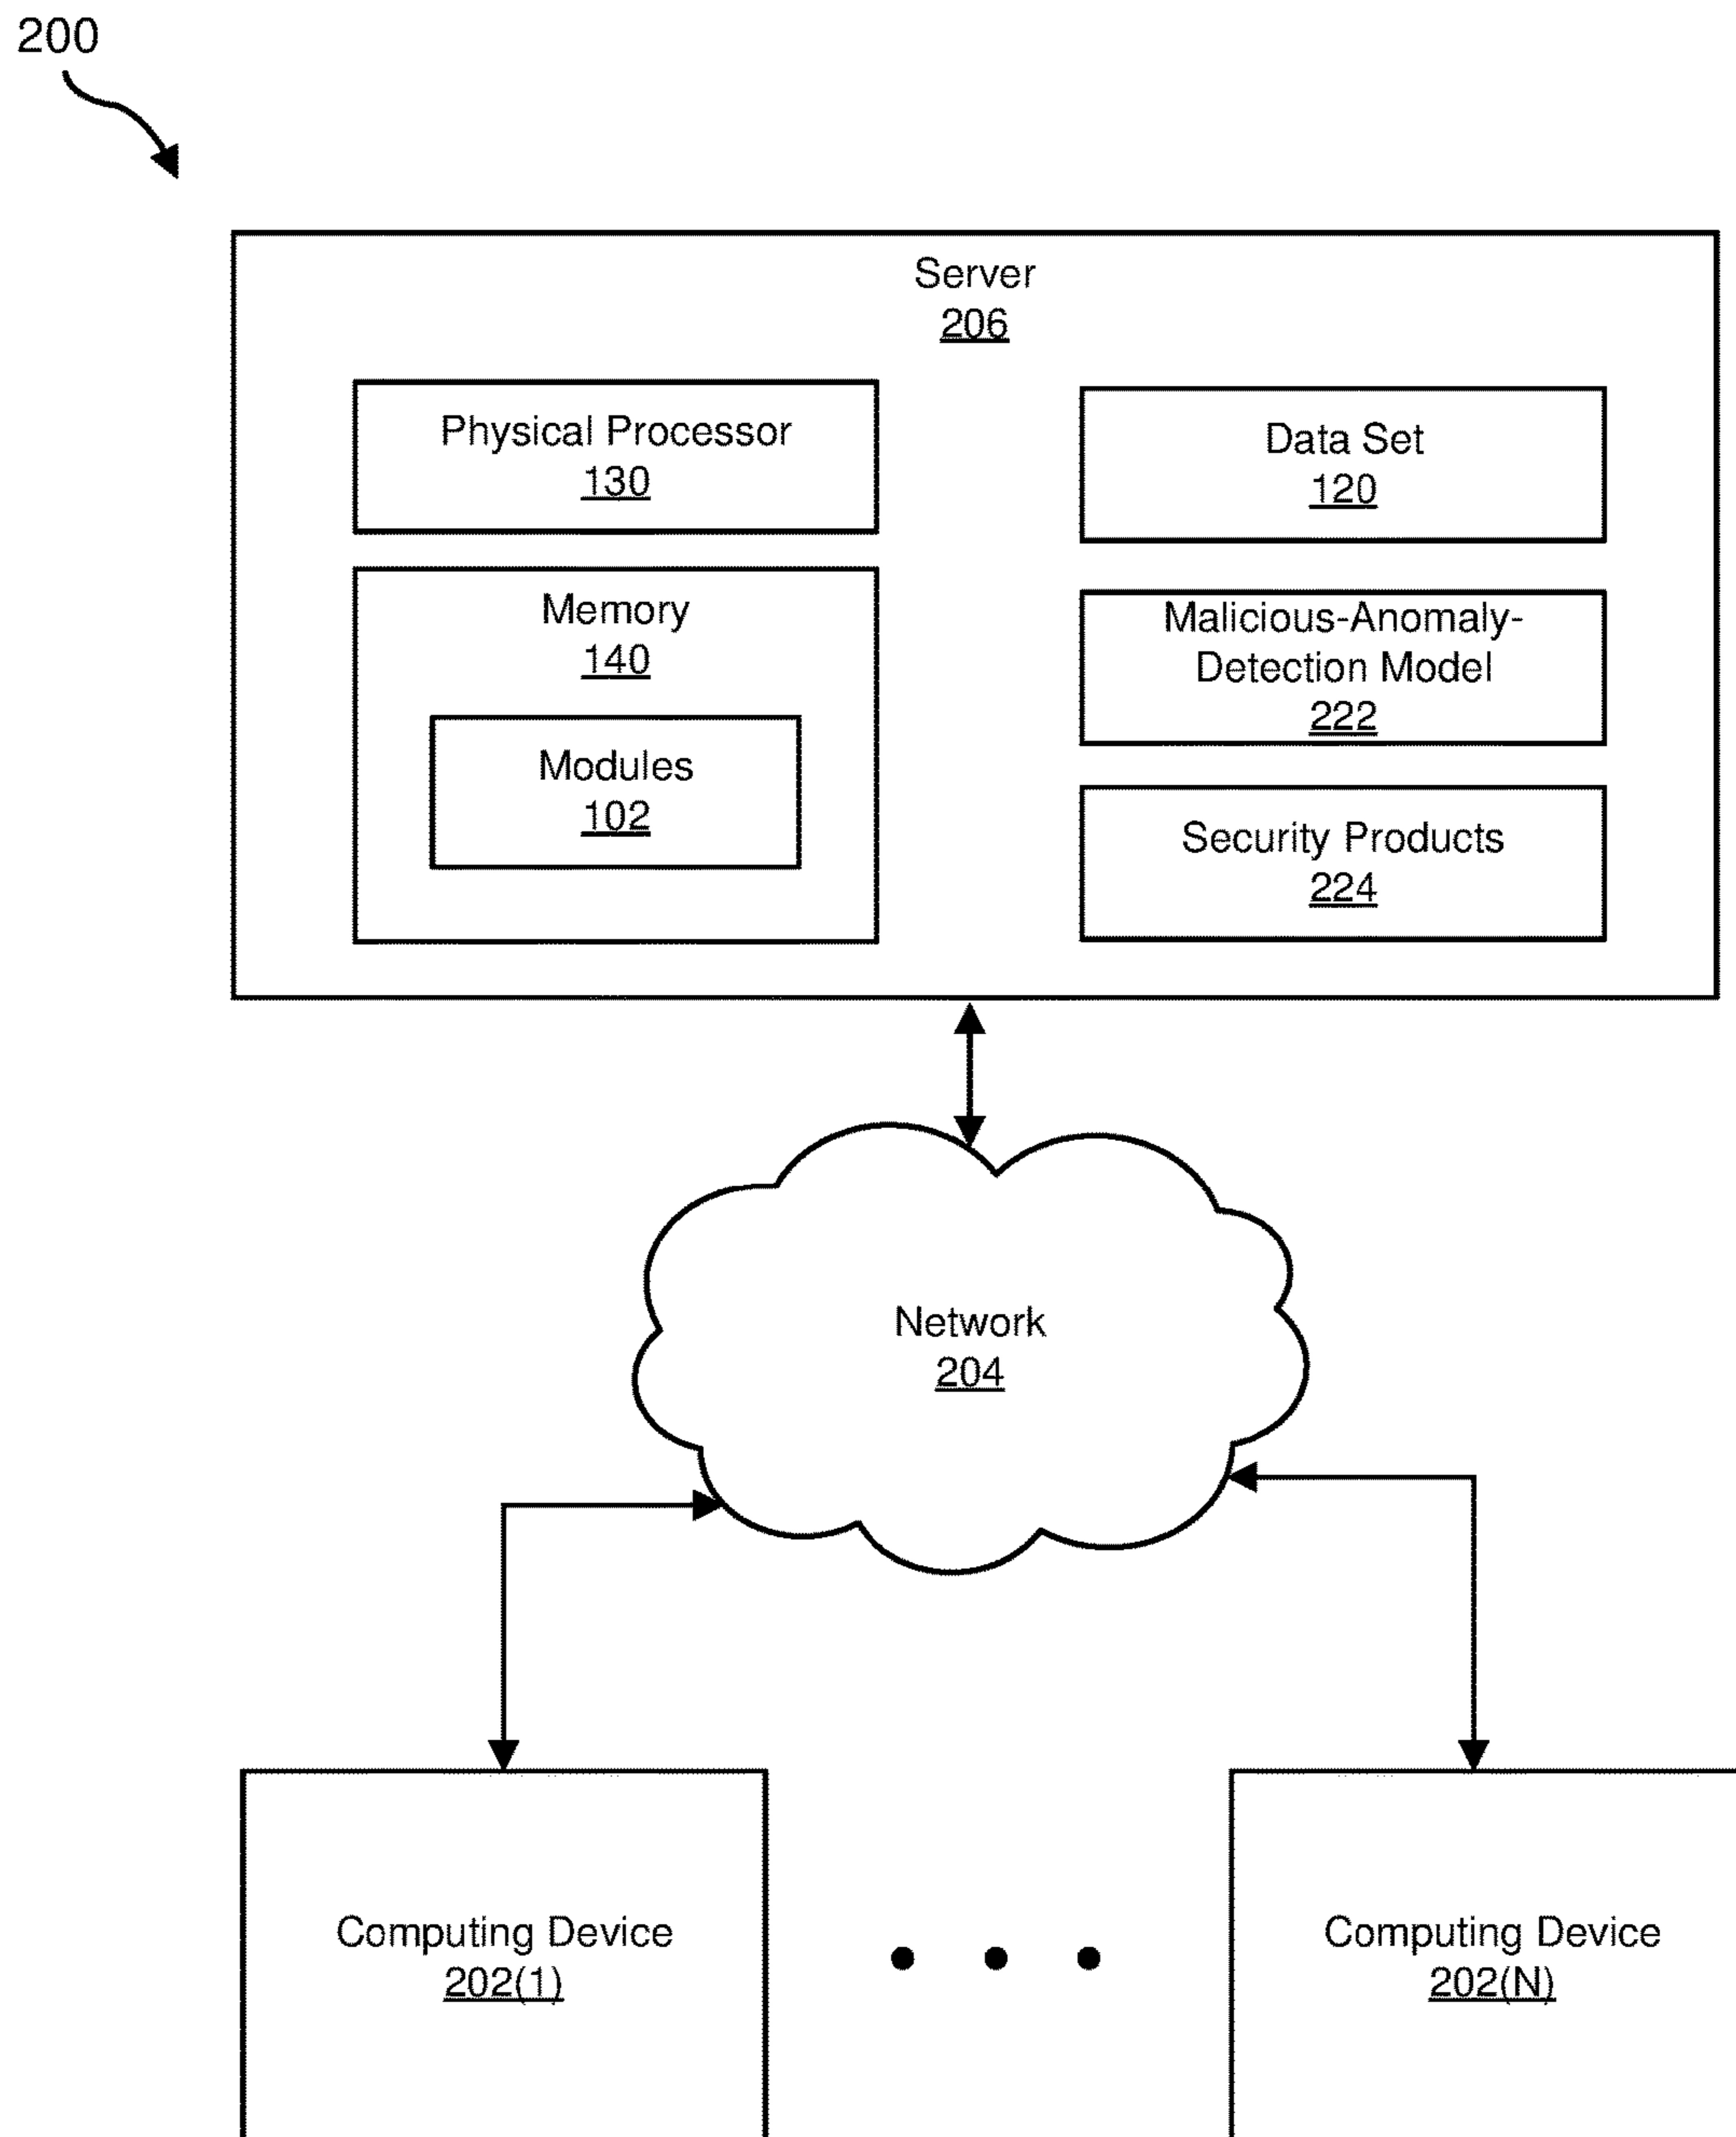 200
Server
206
Physical Processor
130
Data Set
120
Memory
140
Malicious-Anomaly-
Detection Model
222
Modules
102
Security Products
224
Network
204
Computing Device
202(1)
Computing Device
202(N)